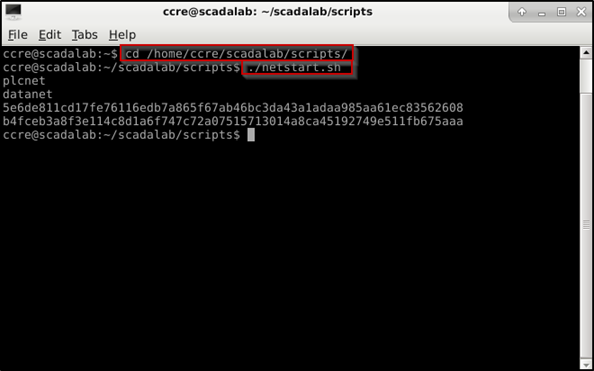 ccre@scadalab: ~/scadalab/scripts
File Edit Tabs Help
ccre@scadalab:~$ cd /home/ccre/scadalab/scripts/
ccre@scadalab:~/scadalab/scripts$ ./netstart.sh
plcnet
datanet
5e6de811cd17fe76116edb7a865f67ab46bc3da43a1adaa985aa61ec83562608
b4fceb3a8f3e114c8d1a6f747c72a07515713014a8ca45192749e511fb675aaa
ccre@scadalab:~/scadalab/scripts$